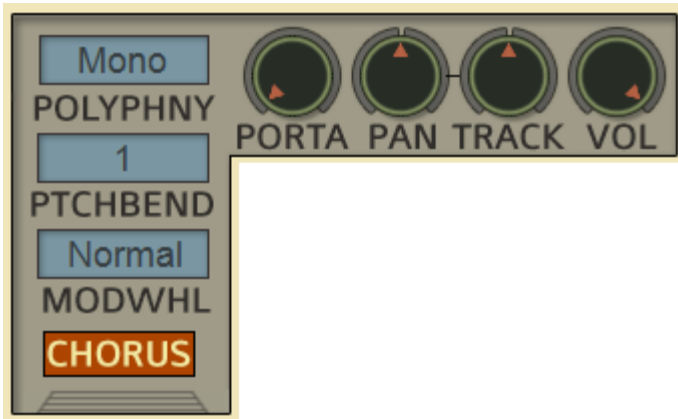 Mono
POLYPHNY
1
PTCHBEND
Normal
MODWHL
CHORUS
PORTA PAN TRACK VOL